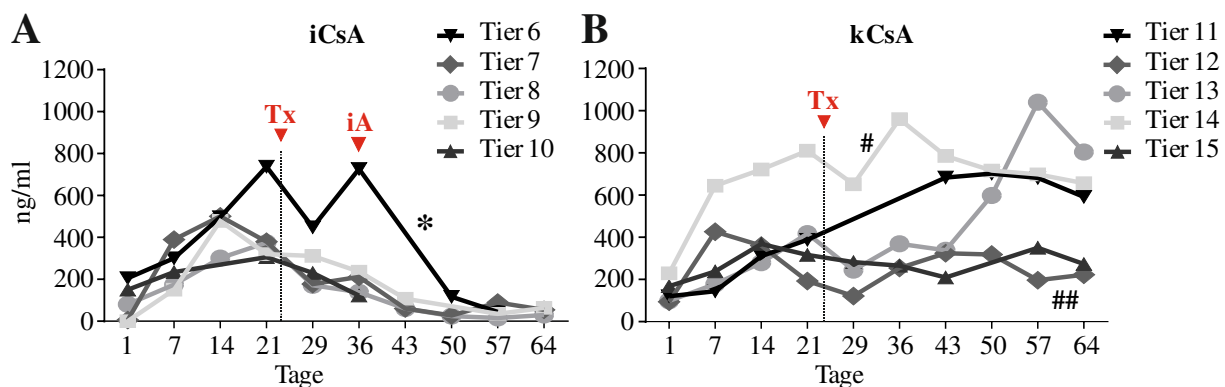 A
iCsA
Tier 6
Tier 7
Tier 8
Tier 9
Tier 10
1200
1000
800
600
400
200
0
ng/ml
Tx
iA
*
1 7 14 21 29 36 43 50 57 64
Tage
B
kCsA
Tier 11
Tier 12
Tier 13
Tier 14
Tier 15
1200
1000
800
600
400
200
0
Tx
#
##
1 7 14 21 29 36 43 50 57 64
Tage